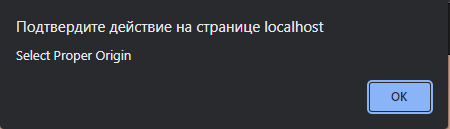 Подтвердите действие на странице localhost
Select Proper Origin
OK